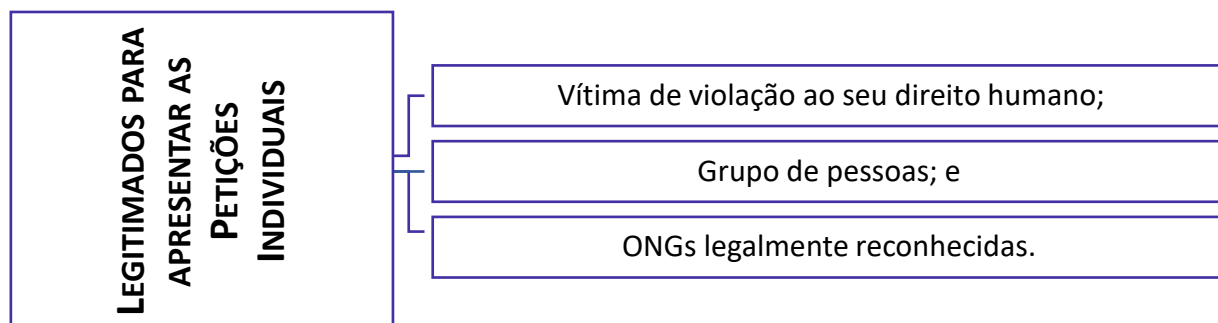 LEGITIMADOS PARA
APRESENTAR AS
PETIÇÕES
INDIVIDUAIS
Vítima de violação ao seu direito humano;
Grupo de pessoas; e
ONGs legalmente reconhecidas.